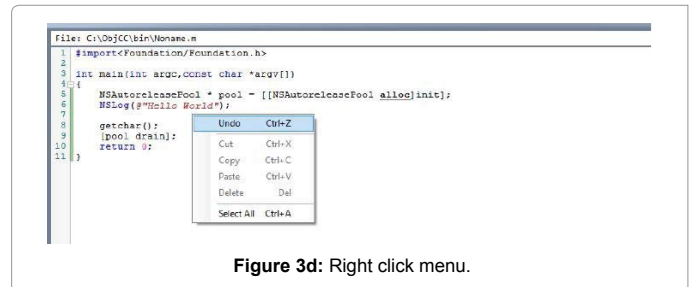 File: C:\ObjCC\bin\Noname.m
1 #import<Foundation/Foundation.h>
2
3 int main(int argc,const char *argv[])
4 {
5 NSAutoreleasePool * pool = [[NSAutoreleasePool alloc]init];
6 NSLog(@"Hello World");
7
8 getchar();
9 [pool drain];
10 return 0;
11 }
Undo Ctrl+Z
Cut Ctrl+X
Copy Ctrl+C
Paste Ctrl+V
Delete Del
Select All Ctrl+A
Figure 3d: Right click menu.